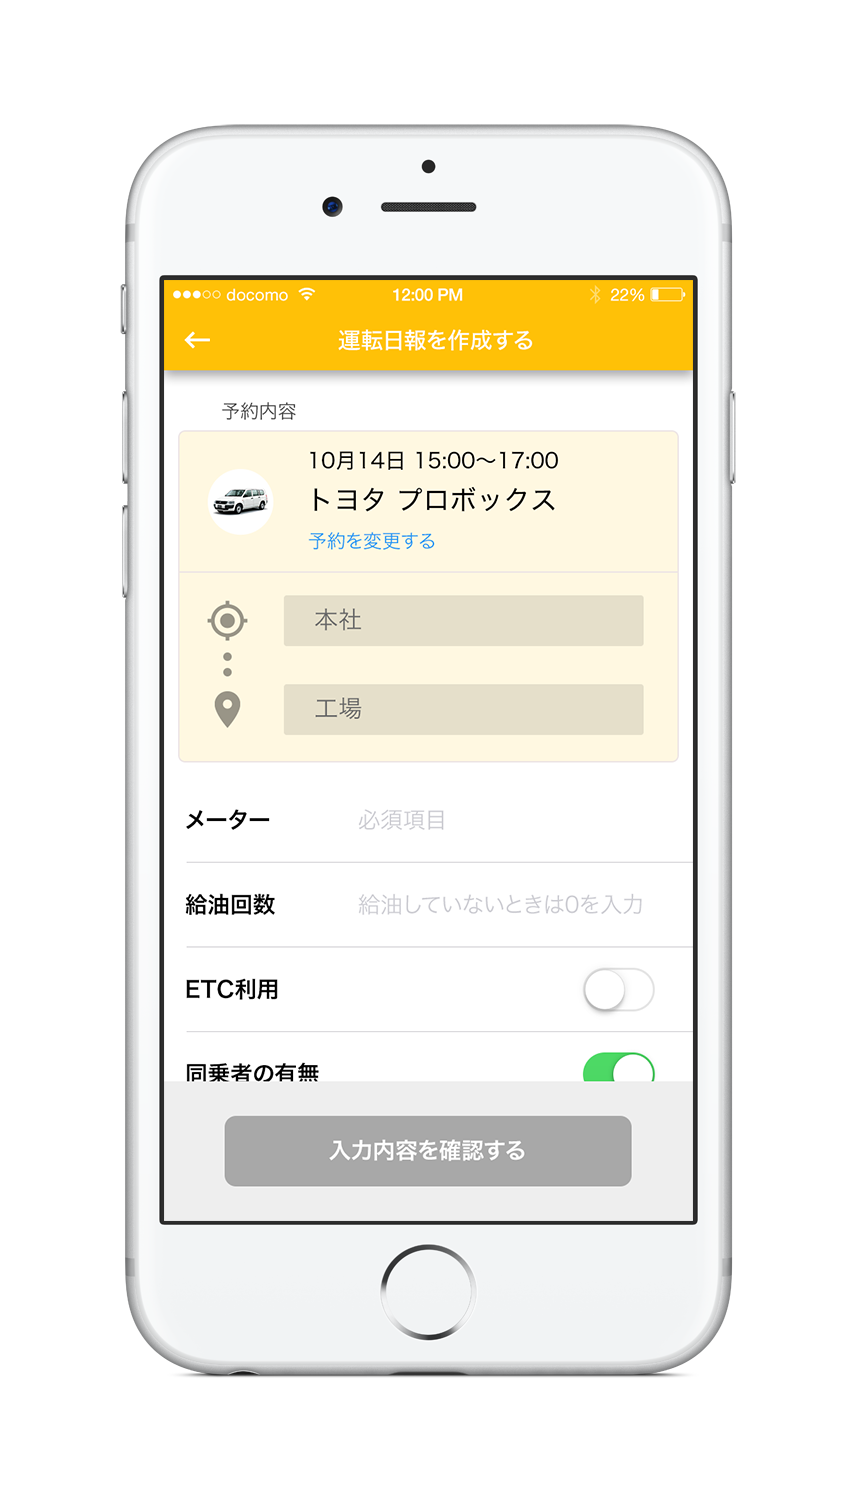 docomo 12:00 PM 22%
運転日報を作成する
予約内容
10月14日 15:00〜17:00
トヨタ プロボックス
予約を変更する
本社
工場
メーター 必須項目
給油回数 給油していないときは0を入力
ETC利用
同乗者の有無
入力内容を確認する